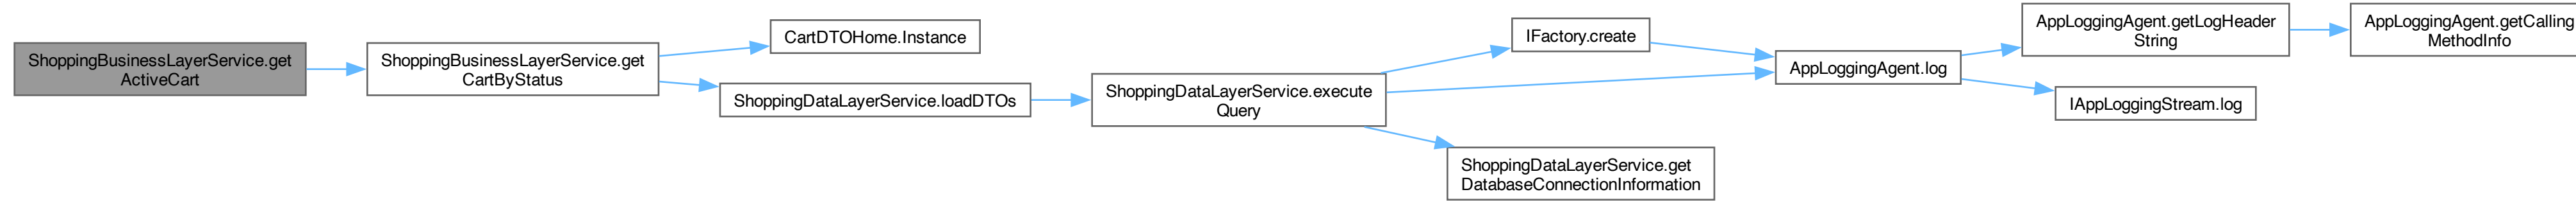 ShoppingBusinessLayerService.get
ActiveCart
ShoppingBusinessLayerService.get
CartByStatus
CartDTOHome.Instance
ShoppingDataLayerService.loadDTOs
ShoppingDataLayerService.execute
Query
IFactory.create
ShoppingDataLayerService.get
DatabaseConnectionInformation
AppLoggingAgent.log
AppLoggingAgent.getLogHeader
String
IAppLoggingStream.log
AppLoggingAgent.getCalling
MethodInfo